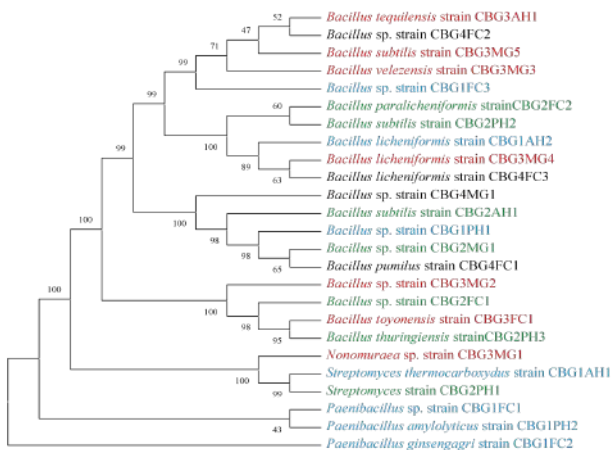 52
Bacillus tequilensis strain CBG3AH1
47
Bacillus sp. strain CBG4FC2
71
Bacillus subtilis strain CBG3MG5
99
Bacillus velezensis strain CBG3MG3
Bacillus sp. strain CBG1FC3
99
60
Bacillus paralicheniformis strainCBG2FC2
Bacillus subtilis strain CBG2PH2
99
100
Bacillus licheniformis strain CBG1AH2
89
Bacillus licheniformis strain CBG3MG4
63
Bacillus licheniformis strain CBG4FC3
Bacillus sp. strain CBG4MG1
100
100
Bacillus subtilis strain CBG2AH1
98
Bacillus sp. strain CBG1PH1
98
Bacillus sp. strain CBG2MG1
65
Bacillus pumilus strain CBG4FC1
100
Bacillus sp. strain CBG3MG2
100
Bacillus sp. strain CBG2FC1
98
Bacillus toyonensis strain CBG3FC1
95
Bacillus thuringiensis strainCBG2PH3
Nonomuraea sp. strain CBG3MG1
100
Streptomyces thermocarboxydus strain CBG1AH1
99
Streptomyces strain CBG2PH1
Paenibacillus sp. strain CBG1FC1
43
Paenibacillus amylolyticus strain CBG1PH2
Paenibacillus ginsengagri strain CBG1FC2